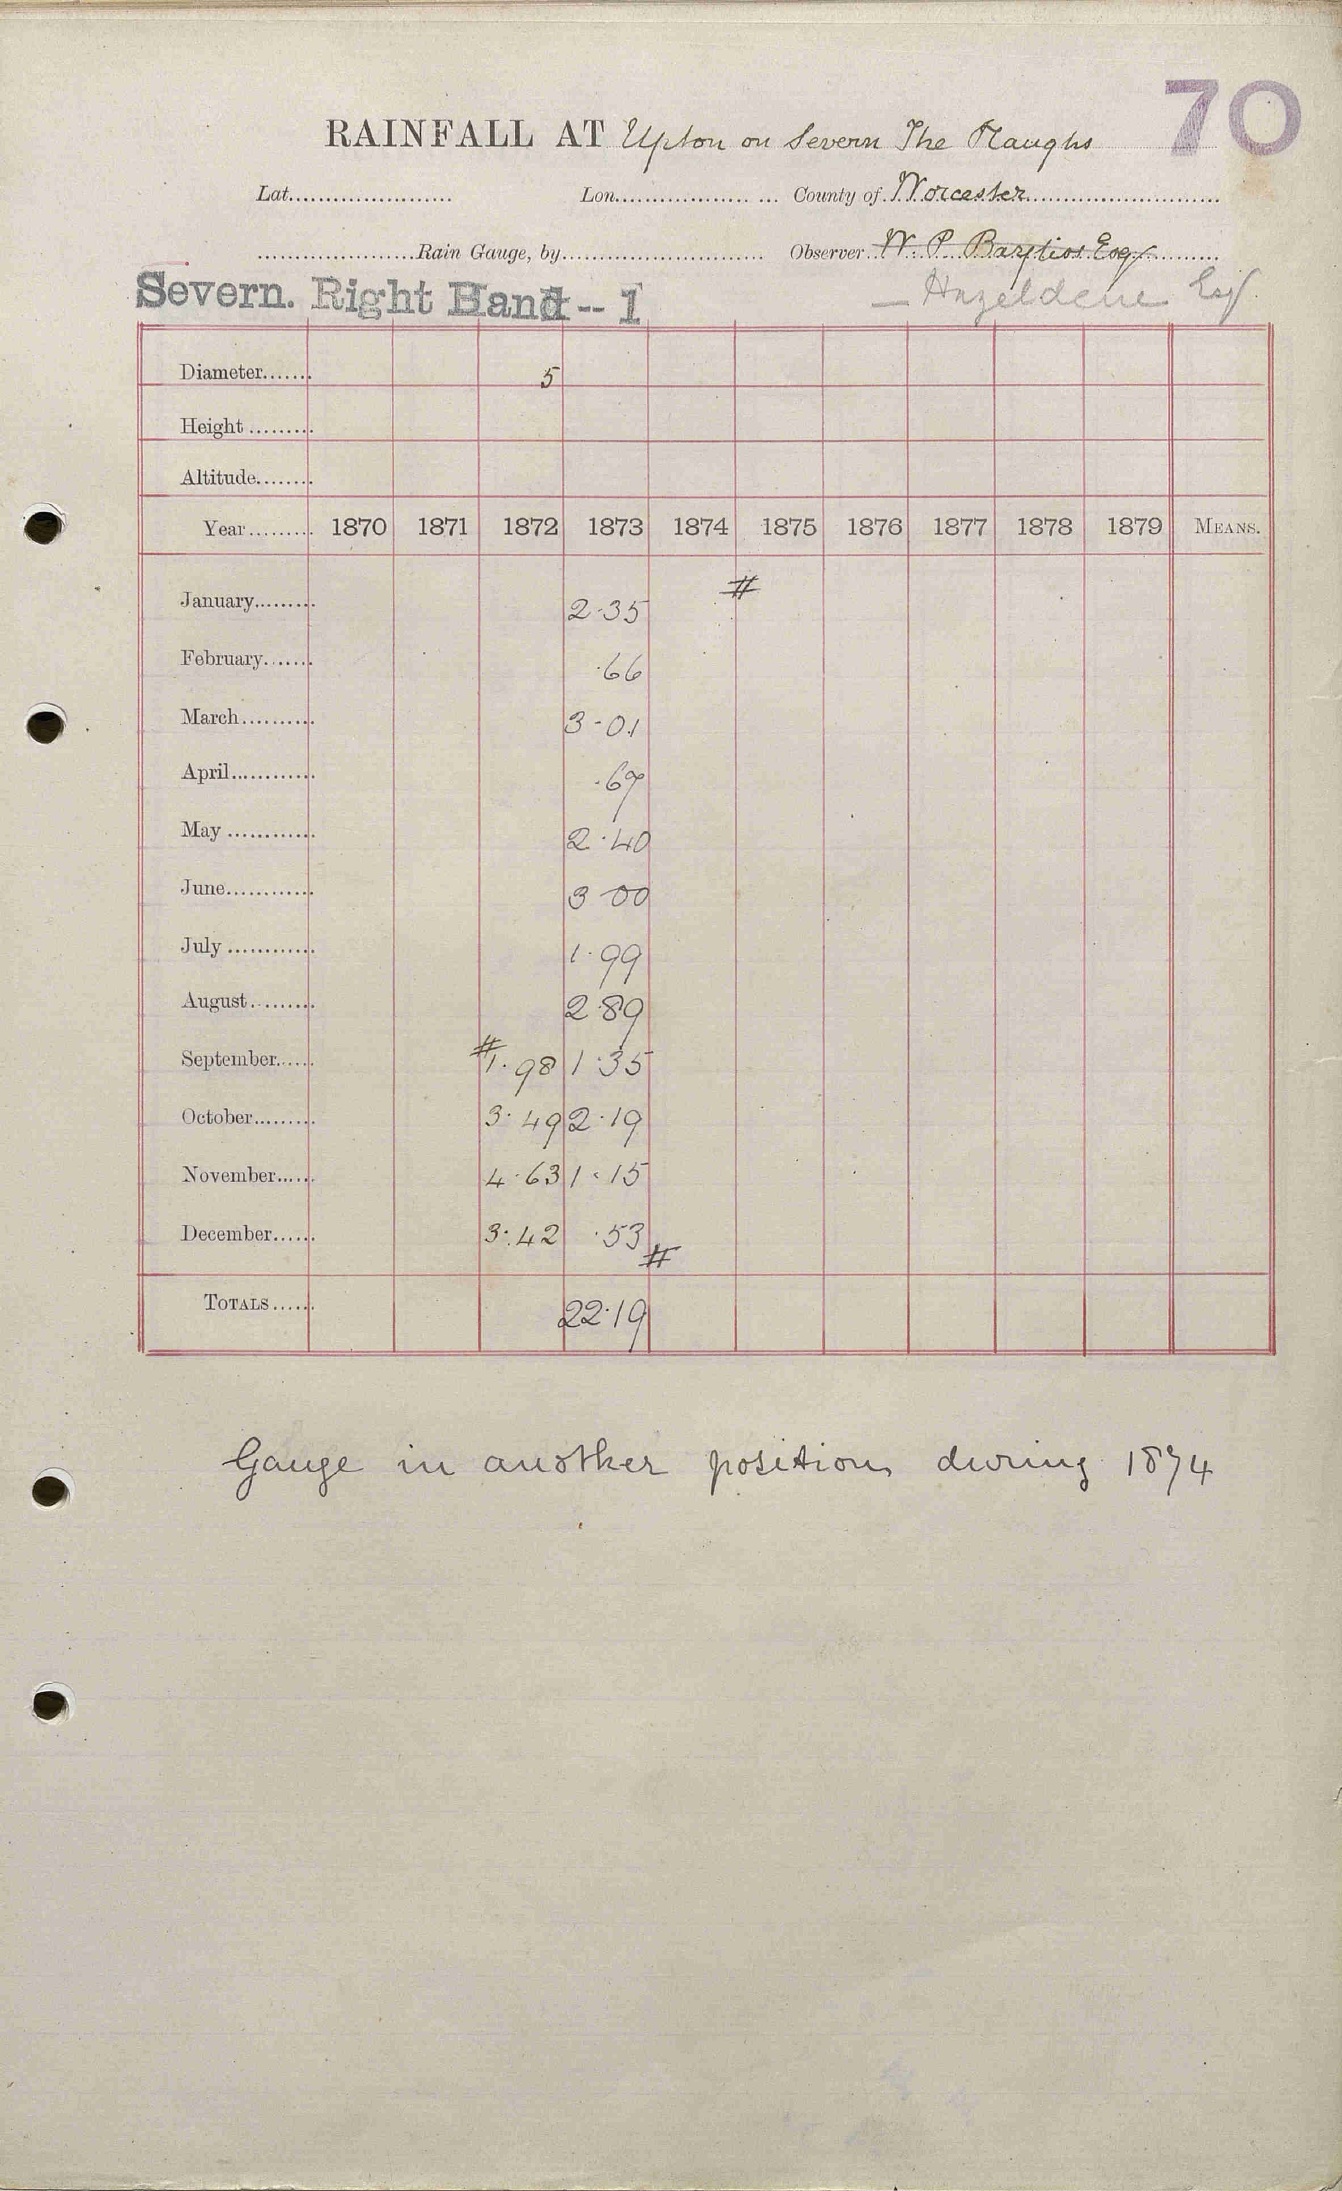 70
RAINFALL AT Upton on Severn The
Lat. Lon. County of Worcester
Rain Gauge, by Observer W. P. Esq
Severn. Right Hand -- 1 — Hazeldene Esq
Diameter 5
Height
Altitude
Year 1870 1871 1872 1873 1874 1875 1876 1877 1878 1879 MEANS.
January 2.35 #
February .66
March 3.01
April .67
May 2.40
June 3 00
July 1.99
August 2.89
September # 1.98 1.35
October 3.49 2.19
November 4.63 1.15
December 3.42 .53 #
TOTALS 22.19
Gauge in another position during 1874